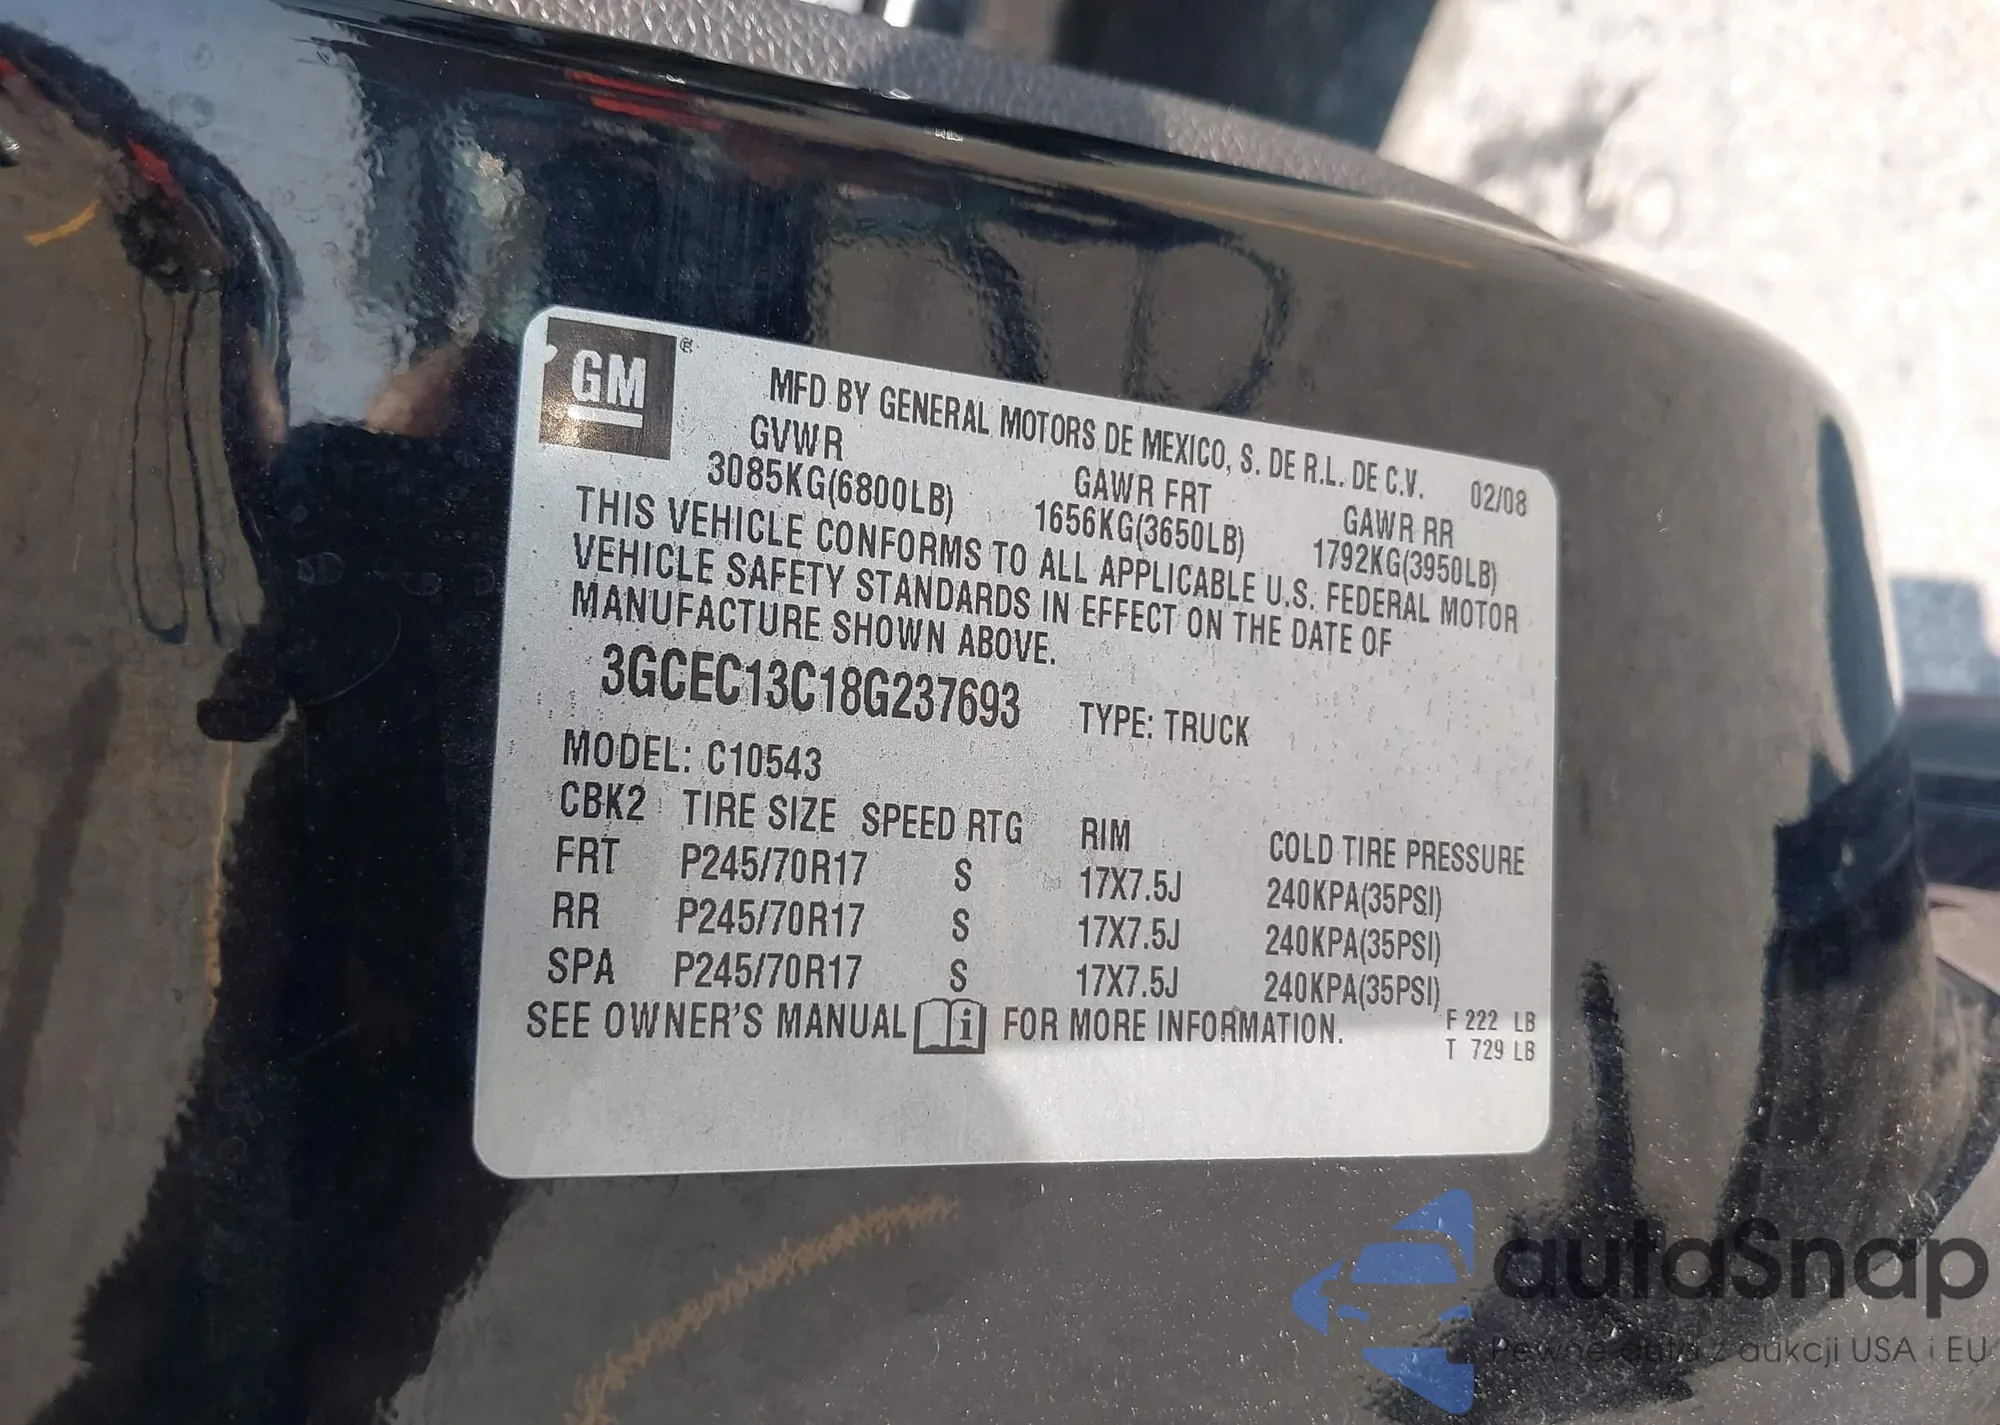 GM ®
MFD BY GENERAL MOTORS DE MEXICO, S. DE R.L. DE C.V. 02/08
GVWR GAWR FRT GAWR RR
3085KG(6800LB) 1656KG(3650LB) 1792KG(3950LB)
THIS VEHICLE CONFORMS TO ALL APPLICABLE U.S. FEDERAL MOTOR
VEHICLE SAFETY STANDARDS IN EFFECT ON THE DATE OF
MANUFACTURE SHOWN ABOVE.
3GCEC13C18G237693 TYPE: TRUCK
MODEL: C10543
CBK2 TIRE SIZE SPEED RTG RIM COLD TIRE PRESSURE
FRT P245/70R17 S 17X7.5J 240KPA(35PSI)
RR P245/70R17 S 17X7.5J 240KPA(35PSI)
SPA P245/70R17 S 17X7.5J 240KPA(35PSI)
SEE OWNER'S MANUAL i FOR MORE INFORMATION.
F 222 LB
T 729 LB
autaSnap
Pewne auta z aukcji USA i EU